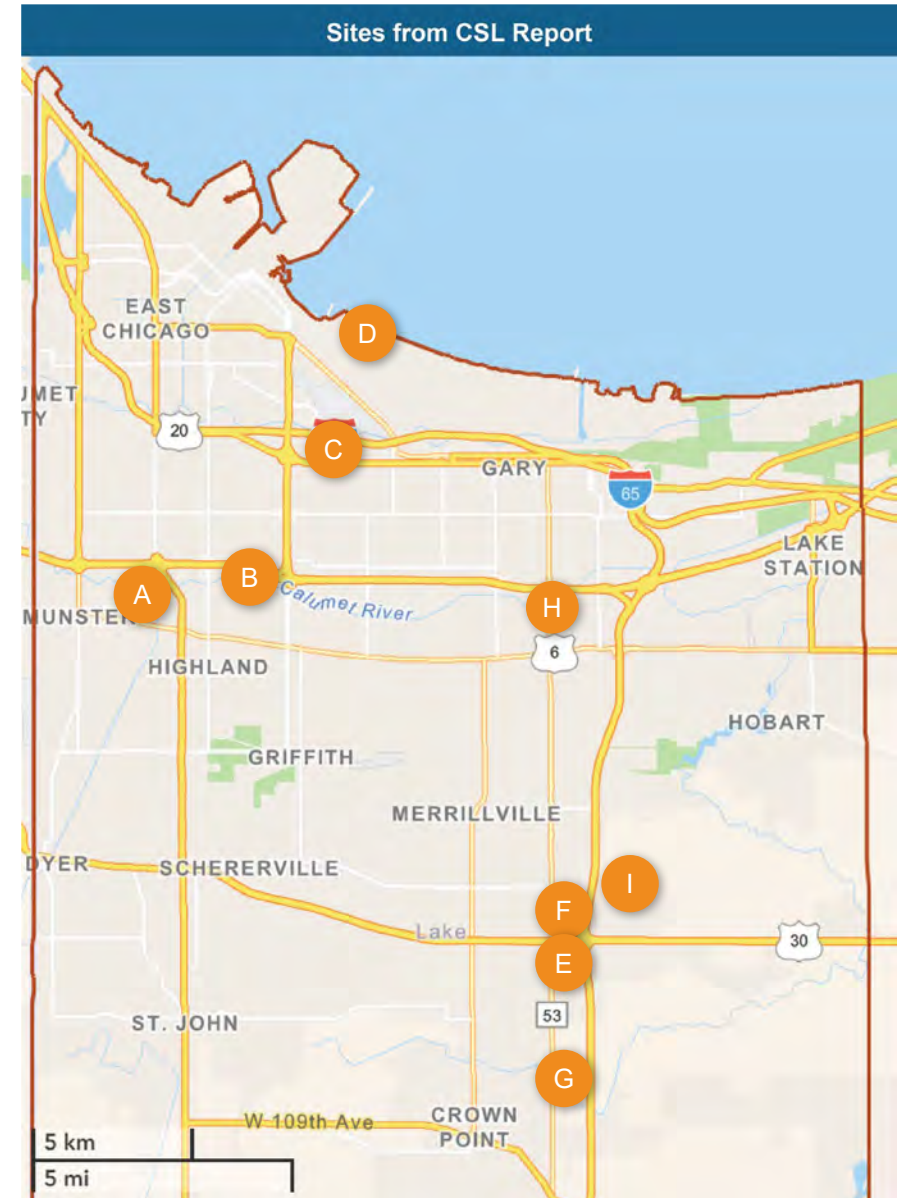 Sites from CSL Report
EAST
CHICAGO
D
UMET
TY
20
C
GARY
65
LAKE
STATION
A
B
Calumet River
H
MUNSTER
6
HIGHLAND
HOBART
GRIFFITH
MERRILLVILLE
DYER
SCHERERVILLE
I
F
Lake
30
E
53
ST. JOHN
G
W 109th Ave
CROWN
POINT
5 km
5 mi